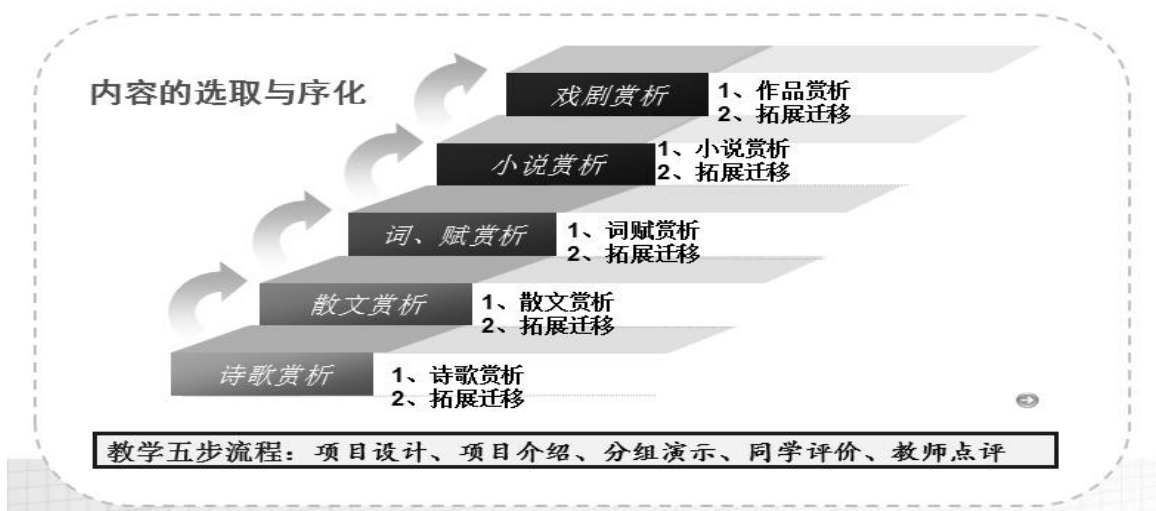 内容的选取与序化
戏剧赏析
1、作品赏析
2、拓展迁移
小说赏析
1、小说赏析
2、拓展迁移
词、赋赏析
1、词赋赏析
2、拓展迁移
散文赏析
1、散文赏析
2、拓展迁移
诗歌赏析
1、诗歌赏析
2、拓展迁移
教学五步流程：项目设计、项目介绍、分组演示、同学评价、教师点评